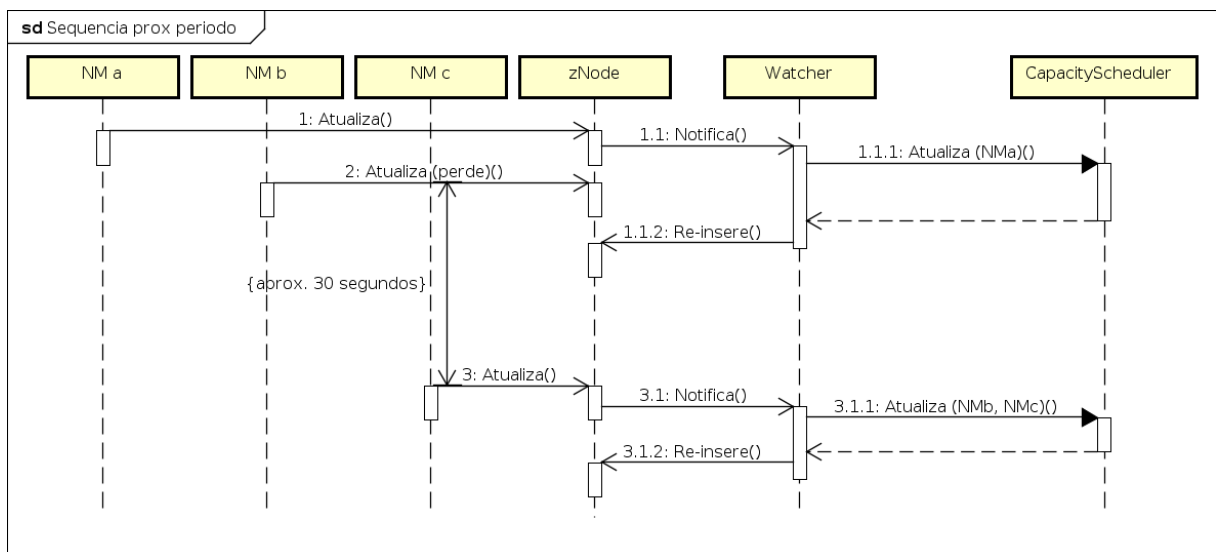 sd Sequencia prox periodo
NM a
NM b
NM c
zNode
Watcher
CapacityScheduler
1: Atualiza()
1.1: Notifica()
1.1.1: Atualiza (NMa)()
2: Atualiza (perde)()
1.1.2: Re-insere()
{aprox. 30 segundos}
3: Atualiza()
3.1: Notifica()
3.1.1: Atualiza (NMb, NMc)()
3.1.2: Re-insere()